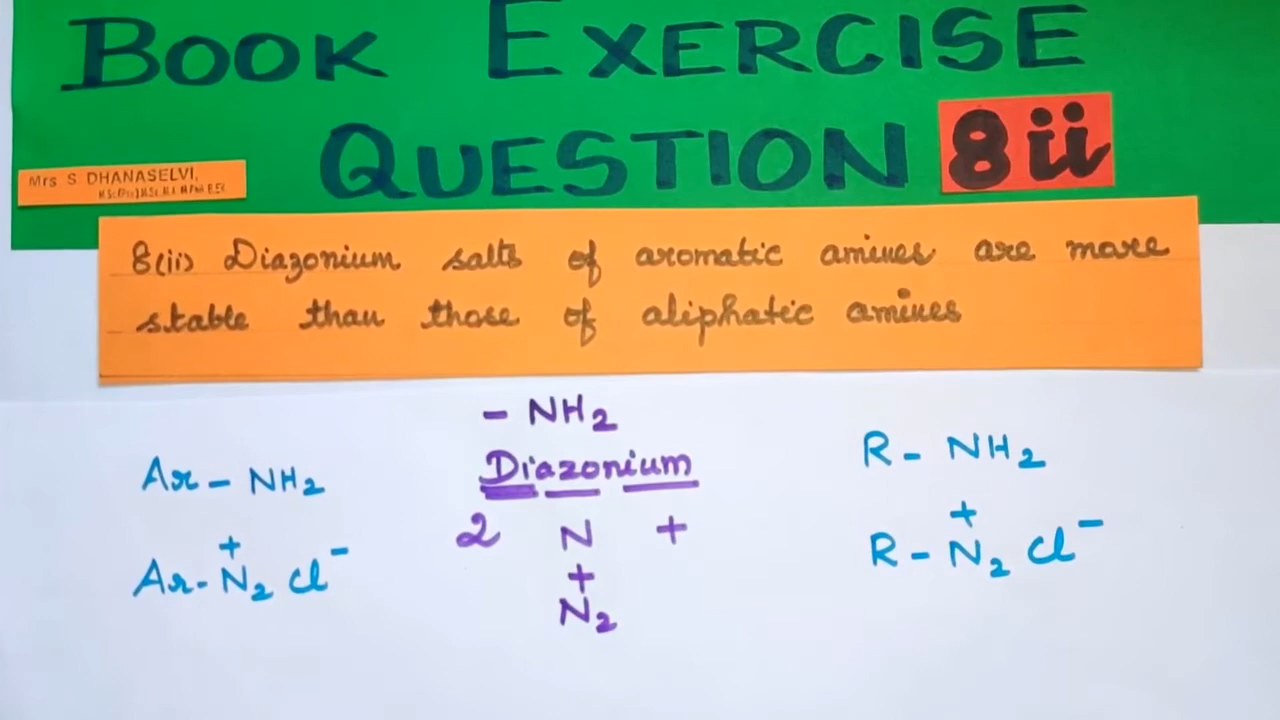 BOOK EXERCISE
QUESTION 8ii
Mrs S DHANASELVI,
8(ii) Diazonium salts of aromatic amines are more
stable than those of aliphatic amines
- NH2
Diazonium
2 N +
+
N2
Ar - NH2
+
Ar - N2 Cl-
R - NH2
+
R - N2 Cl-